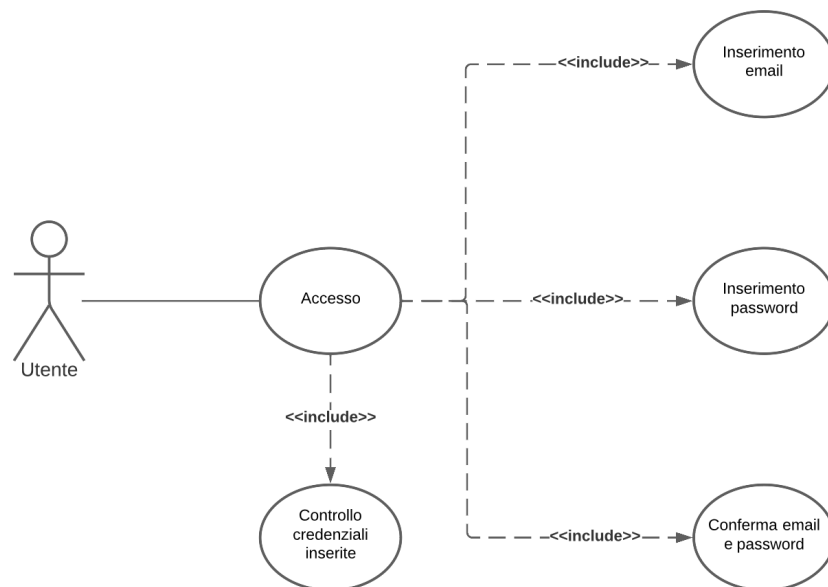 <<include>>
Inserimento
email
Utente
Accesso
<<include>>
Inserimento
password
<<include>>
Controllo
credenziali
inserite
<<include>>
Conferma email
e password